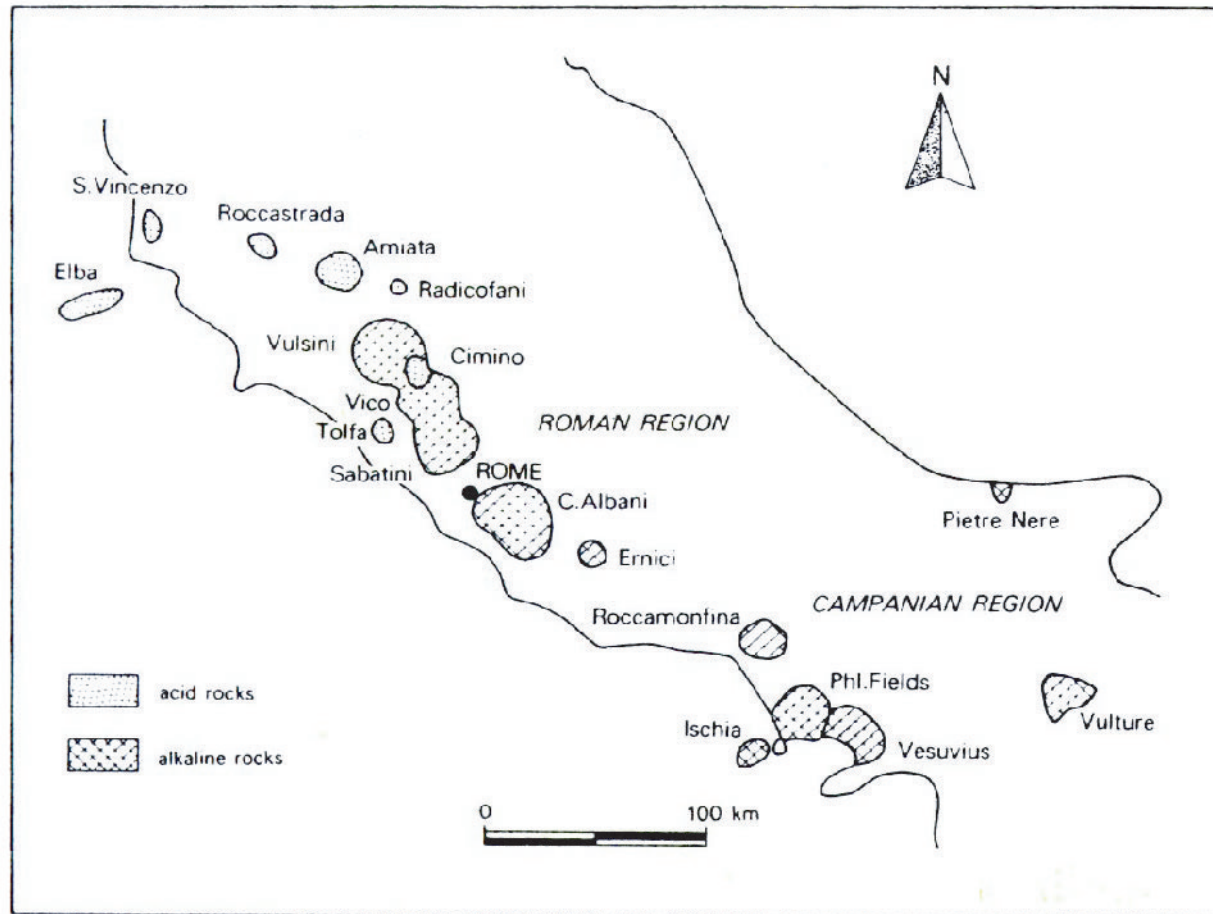 N
S.Vincenzo
Roccastrada
Amiata
Elba
Radicofani
Vulsini
Cimino
Vico
ROMAN REGION
Tolfa
Sabatini
ROME
C.Albani
Pietre Nere
Ernici
CAMPANIAN REGION
Roccamonfina
acid rocks
Phl.Fields
Ischia
Vulture
alkaline rocks
Vesuvius
0 100 km